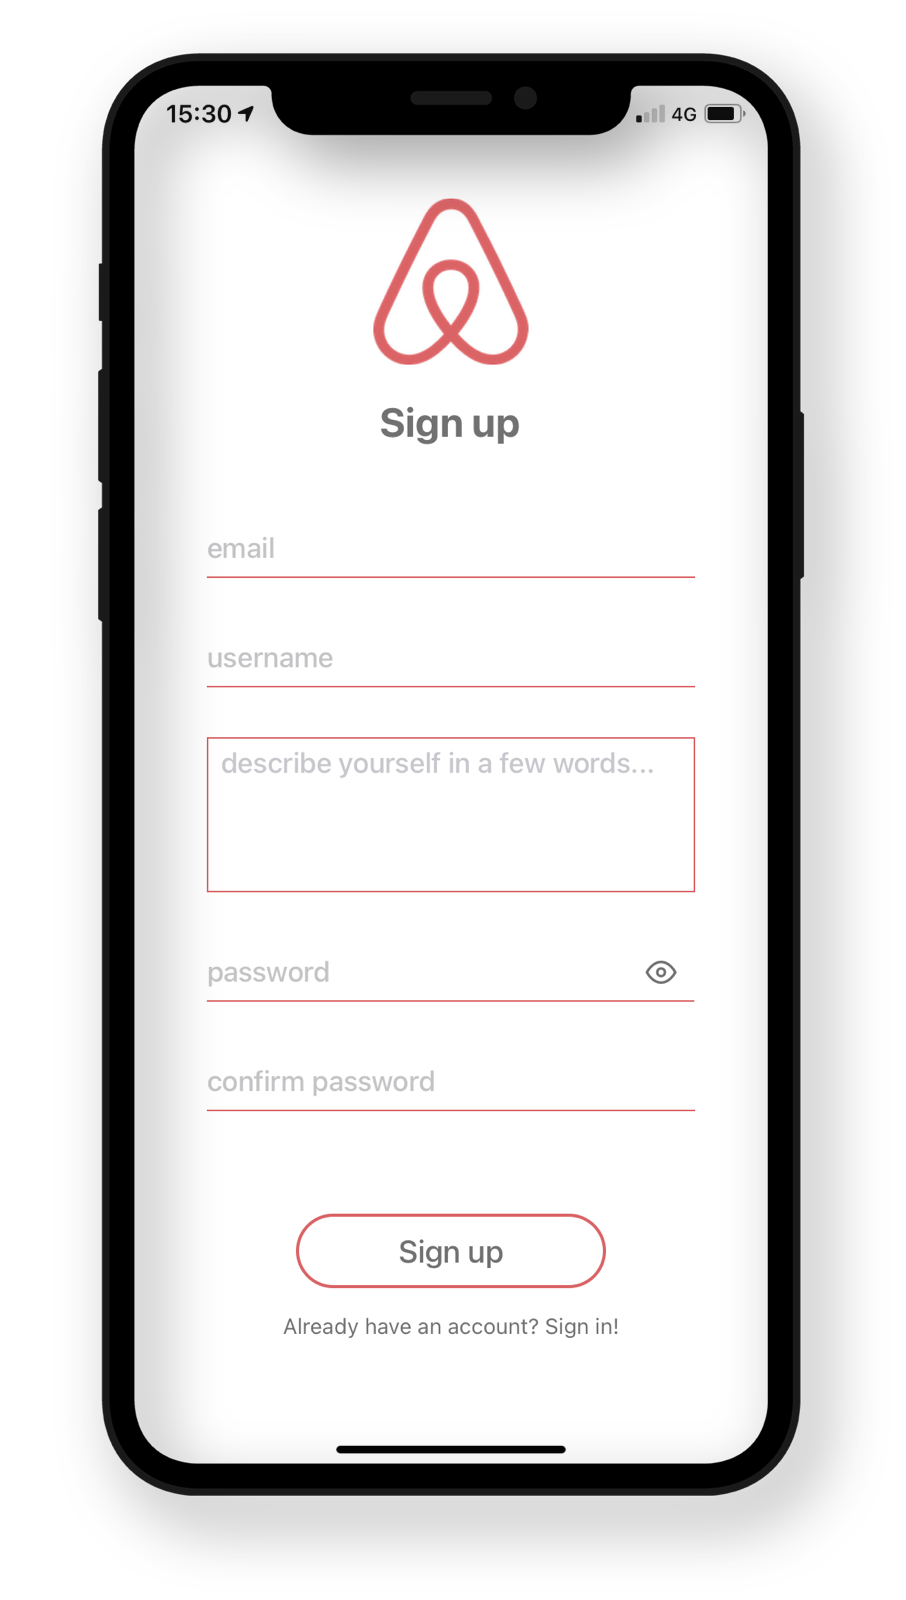 15:30
4G
Sign up
email
username
describe yourself in a few words...
password
confirm password
Sign up
Already have an account? Sign in!